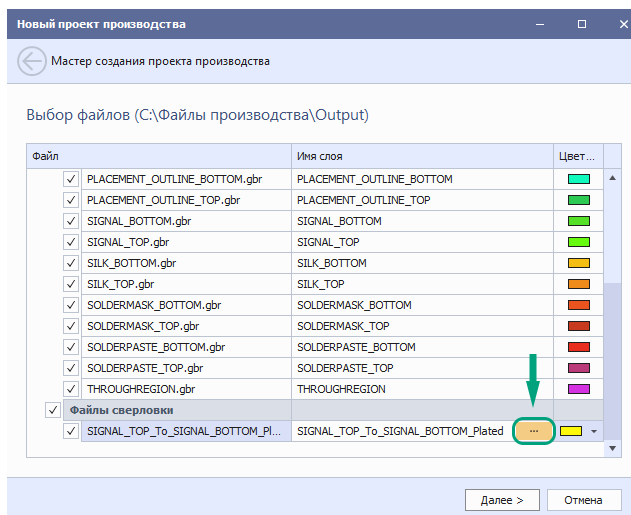 Новый проект производства
Мастер создания проекта производства
Выбор файлов (C:\Файлы производства\Output)
Файл Имя слоя Цвет...
PLACEMENT_OUTLINE_BOTTOM.gbr PLACEMENT_OUTLINE_BOTTOM
PLACEMENT_OUTLINE_TOP.gbr PLACEMENT_OUTLINE_TOP
SIGNAL_BOTTOM.gbr SIGNAL_BOTTOM
SIGNAL_TOP.gbr SIGNAL_TOP
SILK_BOTTOM.gbr SILK_BOTTOM
SILK_TOP.gbr SILK_TOP
SOLDERMASK_BOTTOM.gbr SOLDERMASK_BOTTOM
SOLDERMASK_TOP.gbr SOLDERMASK_TOP
SOLDERPASTE_BOTTOM.gbr SOLDERPASTE_BOTTOM
SOLDERPASTE_TOP.gbr SOLDERPASTE_TOP
THROUGHREGION.gbr THROUGHREGION
Файлы сверловки
SIGNAL_TOP_To_SIGNAL_BOTTOM_Pl... SIGNAL_TOP_To_SIGNAL_BOTTOM_Plated ...
Далее > Отмена